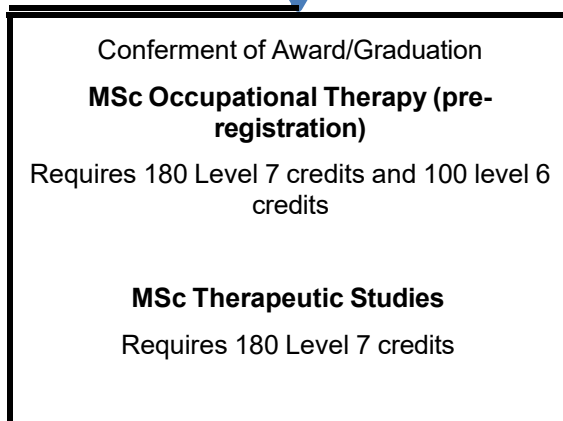 Conferment of Award/Graduation
MSc Occupational Therapy (pre-
registration)
Requires 180 Level 7 credits and 100 level 6
credits
MSc Therapeutic Studies
Requires 180 Level 7 credits